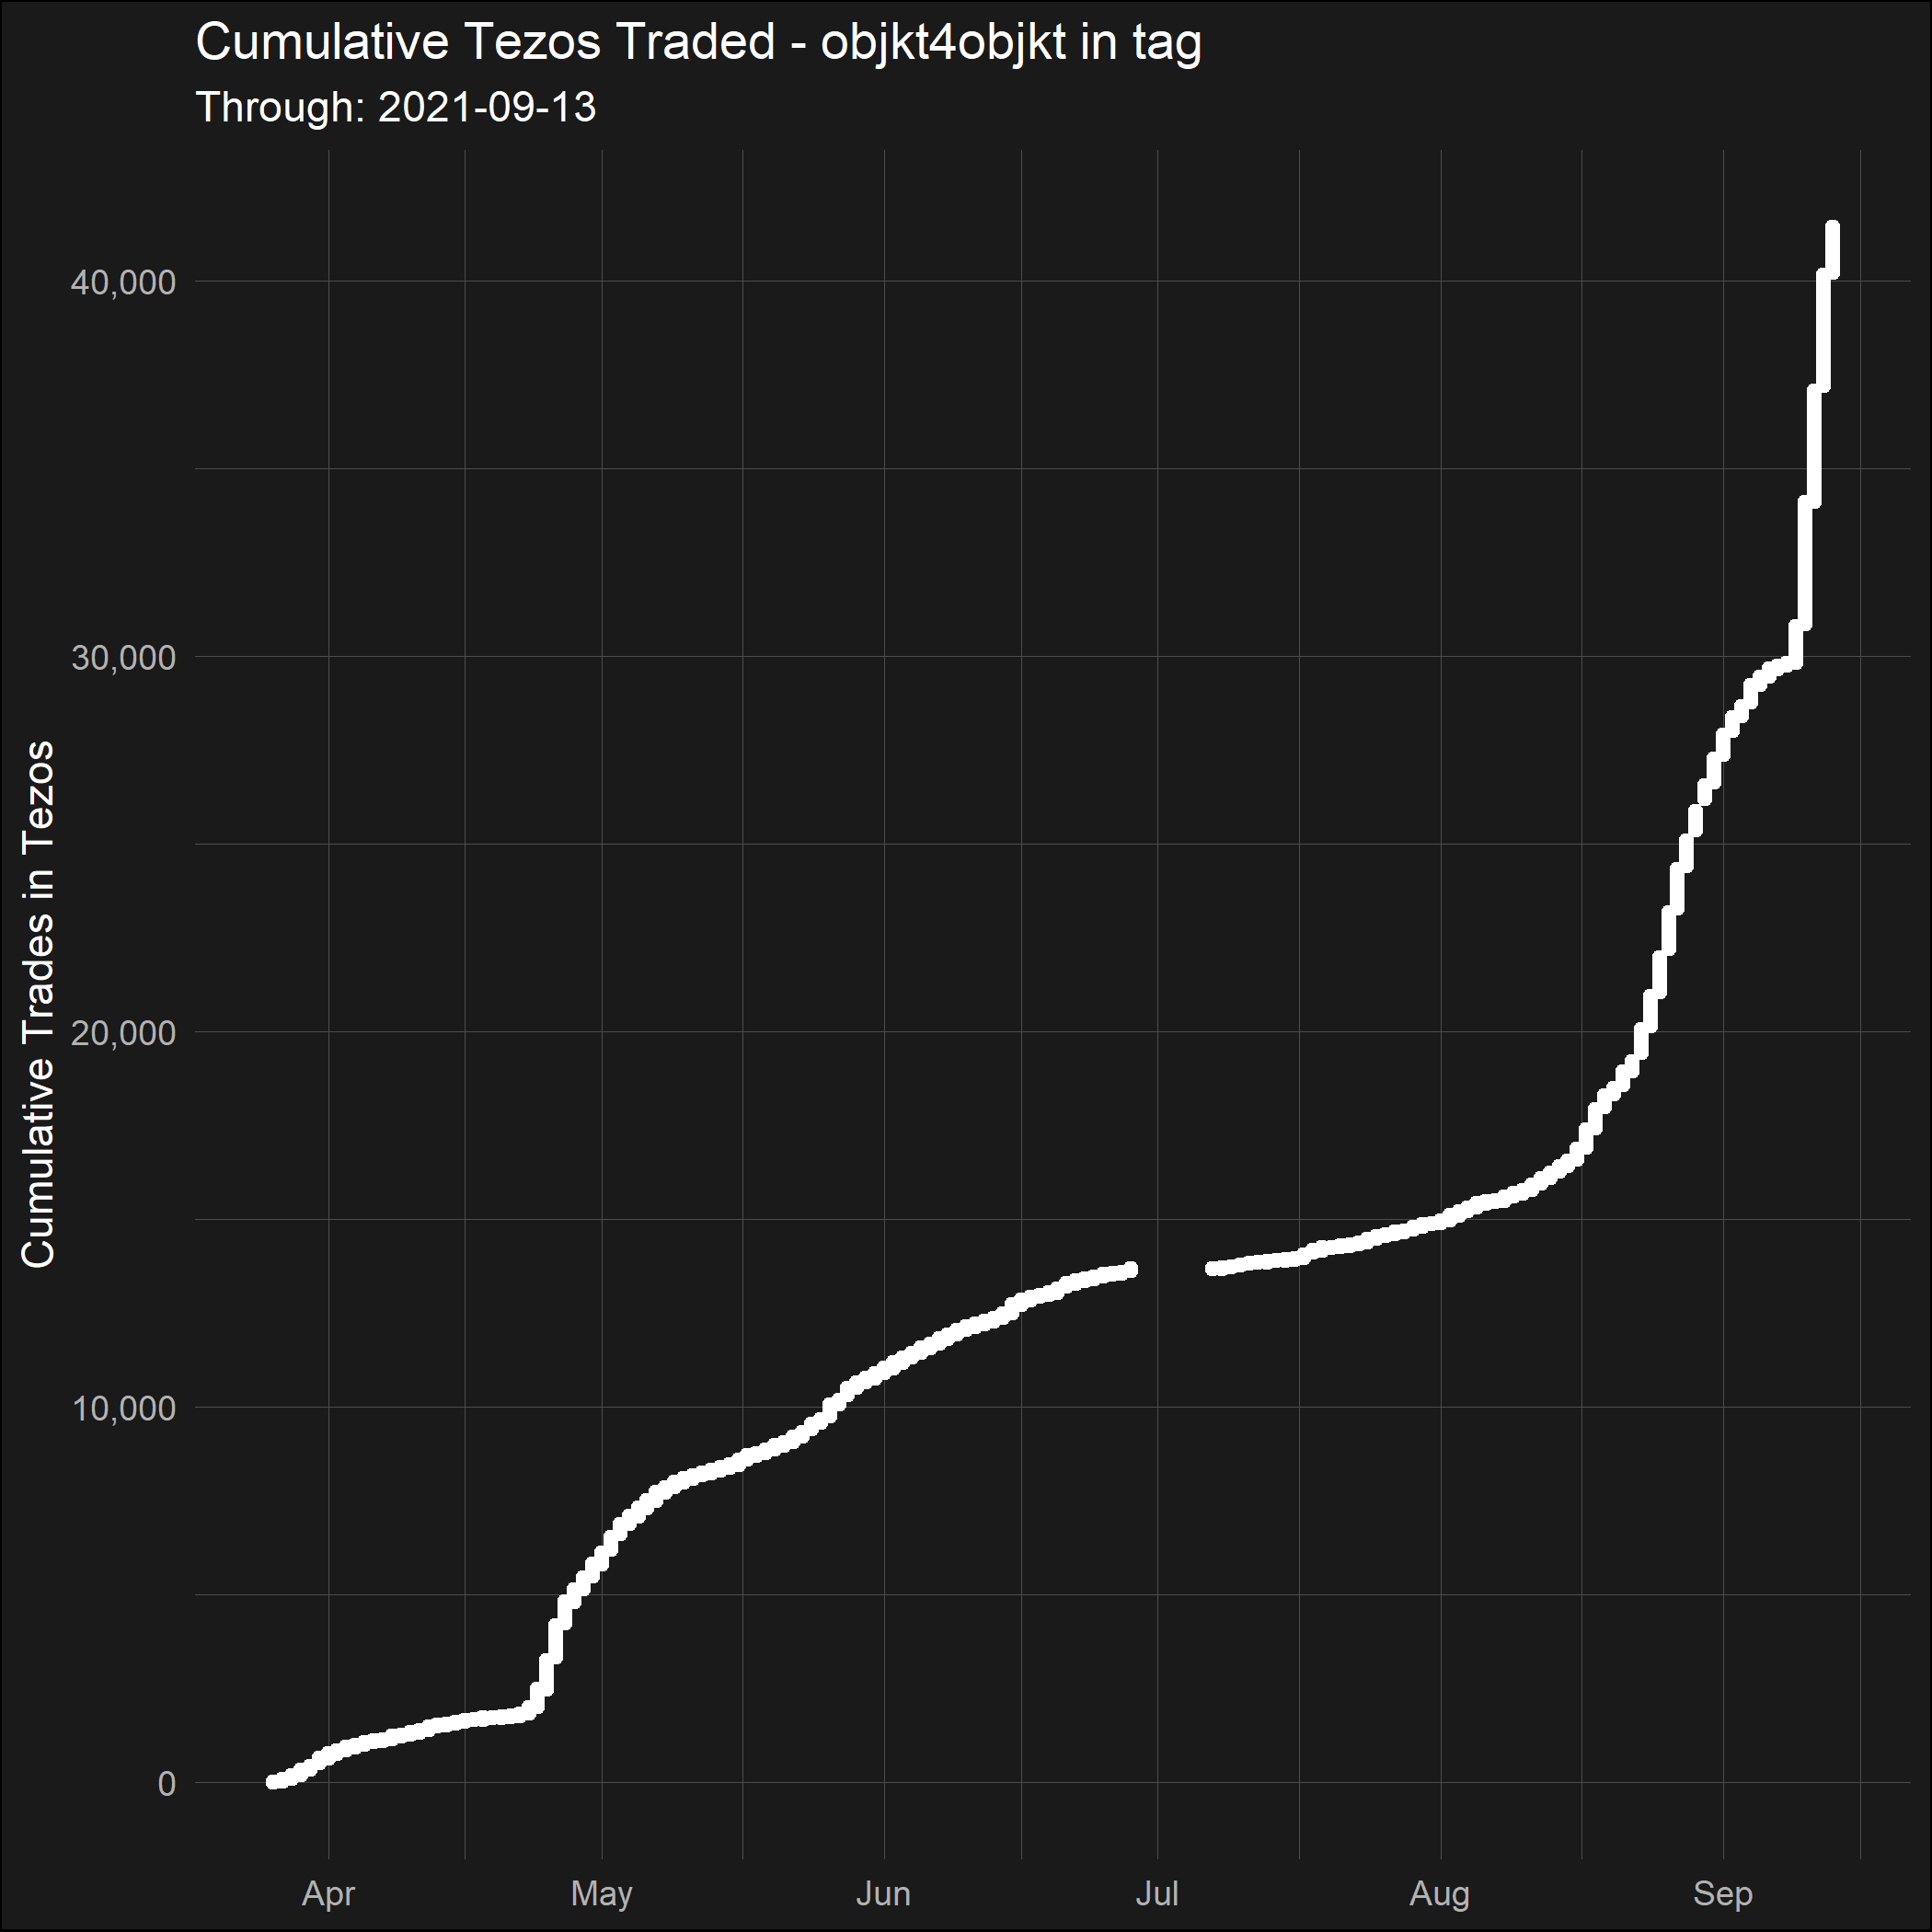 Cumulative Tezos Traded - objkt4objkt in tag
Through: 2021-09-13
Cumulative Trades in Tezos
40,000
30,000
20,000
10,000
0
Apr
May
Jun
Jul
Aug
Sep